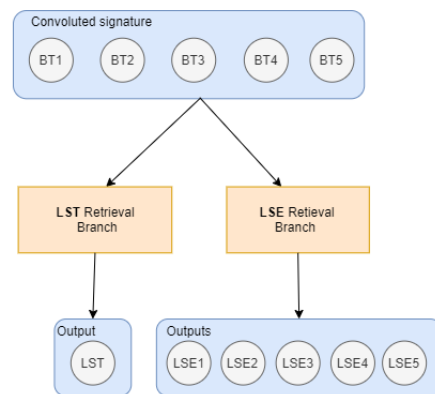 Convoluted signature
BT1 BT2 BT3 BT4 BT5
LST Retrieval
Branch
LSE Retieval
Branch
Output
LST
Outputs
LSE1 LSE2 LSE3 LSE4 LSE5